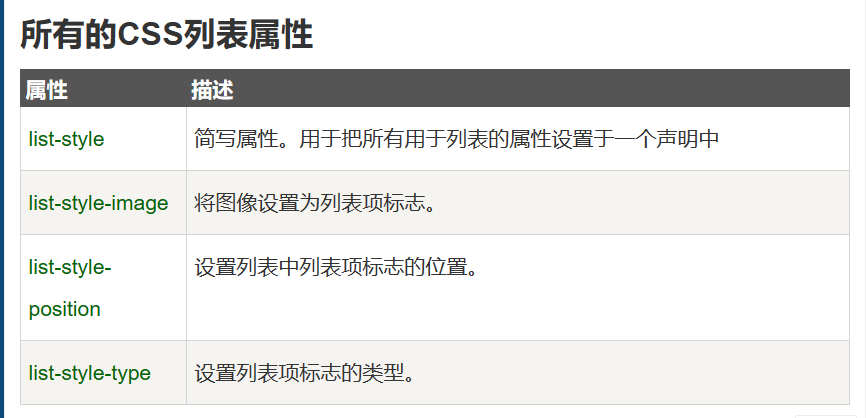 所有的CSS列表属性
属性 描述
list-style 简写属性。用于把所有用于列表的属性设置于一个声明中
list-style-image 将图像设置为列表项标志。
list-style- 设置列表中列表项标志的位置。
position
list-style-type 设置列表项标志的类型。